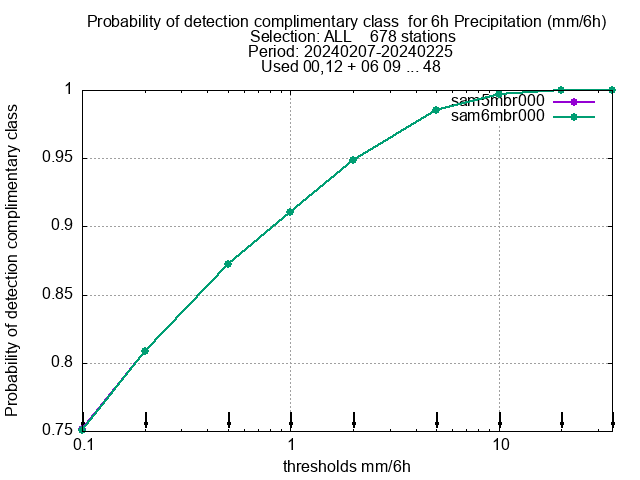 Probability of detection complimentary class  for 6h Precipitation (mm/6h)
Selection: ALL    678 stations
Period: 20240207-20240225
Used 00,12 + 06 09 ... 48
sam5mbr000
sam6mbr000
Probability of detection complimentary class
1
0.95
0.9
0.85
0.8
0.75
0.1 1 10
thresholds mm/6h